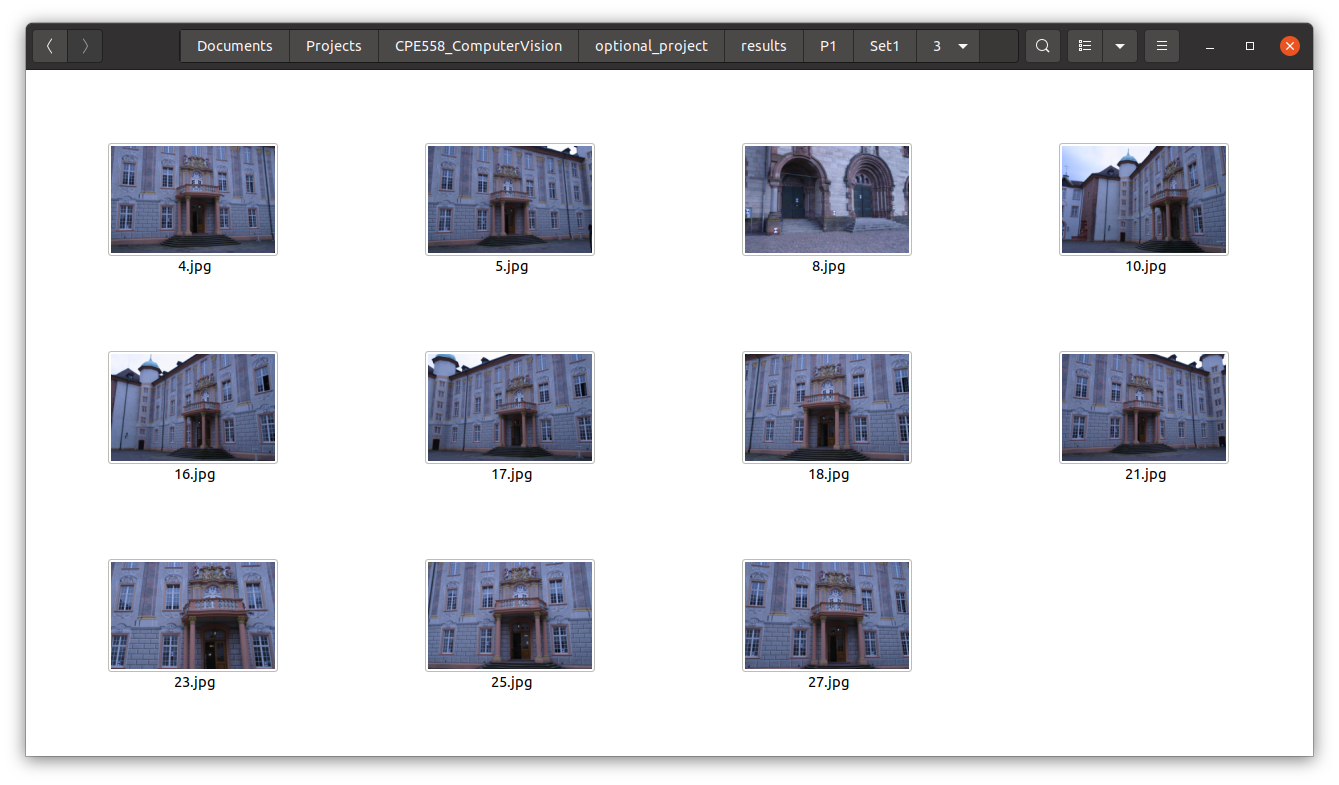 Documents Projects CPE558_ComputerVision optional_project results P1 Set1 3
4.jpg 5.jpg 8.jpg 10.jpg
16.jpg 17.jpg 18.jpg 21.jpg
23.jpg 25.jpg 27.jpg